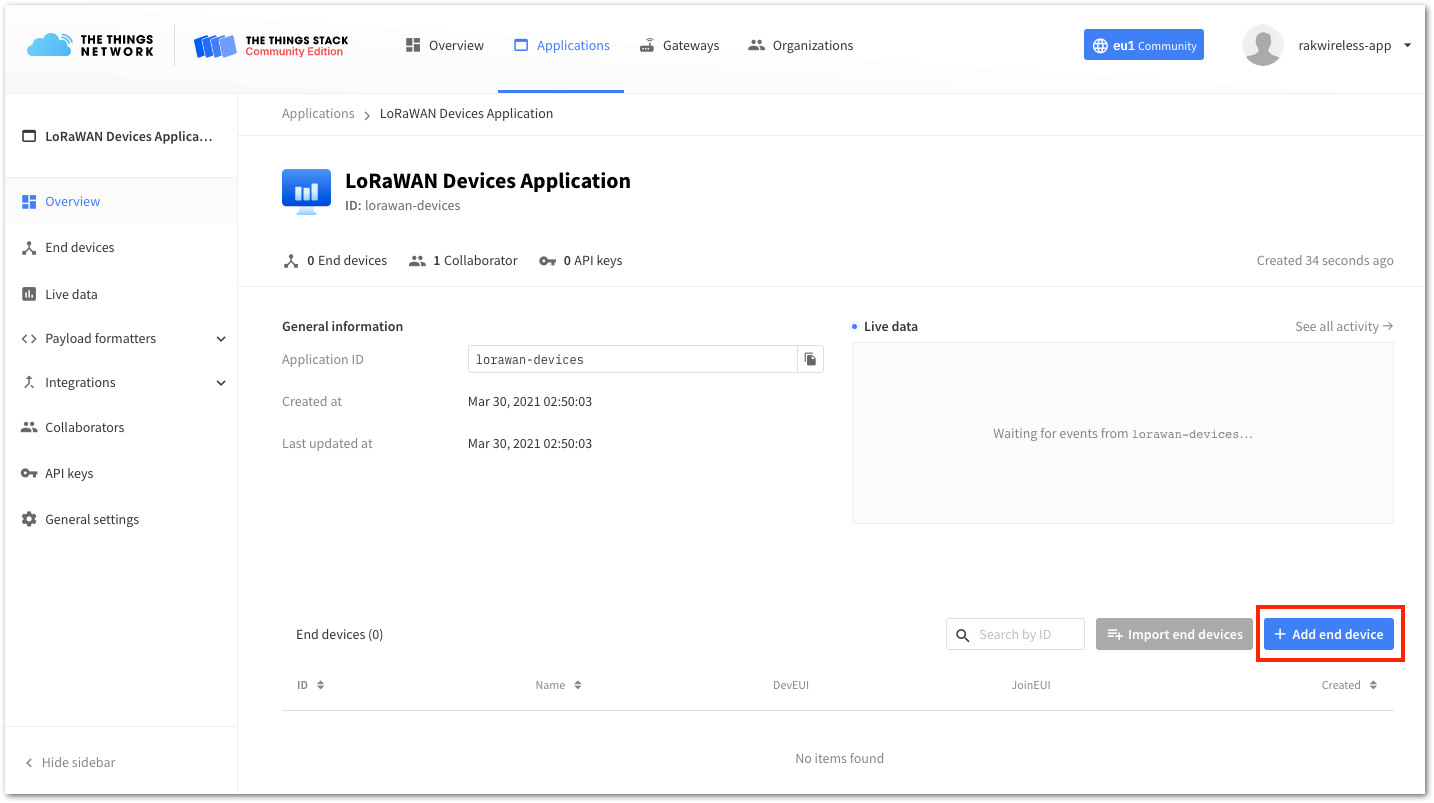 THE THINGS
NETWORK
THE THINGS STACK
Community Edition
Overview
Applications
Gateways
Organizations
eu1 Community
rakwireless-app
LoRaWAN Devices Applica...
Overview
End devices
Live data
Payload formatters
Integrations
Collaborators
API keys
General settings
Hide sidebar
Applications > LoRaWAN Devices Application
LoRaWAN Devices Application
ID: lorawan-devices
0 End devices
1 Collaborator
0 API keys
Created 34 seconds ago
General information
Application ID lorawan-devices
Created at Mar 30, 2021 02:50:03
Last updated at Mar 30, 2021 02:50:03
Live data
See all activity →
Waiting for events from lorawan-devices...
End devices (0)
Search by ID
Import end devices
+ Add end device
ID
Name
DevEUI
JoinEUI
Created
No items found